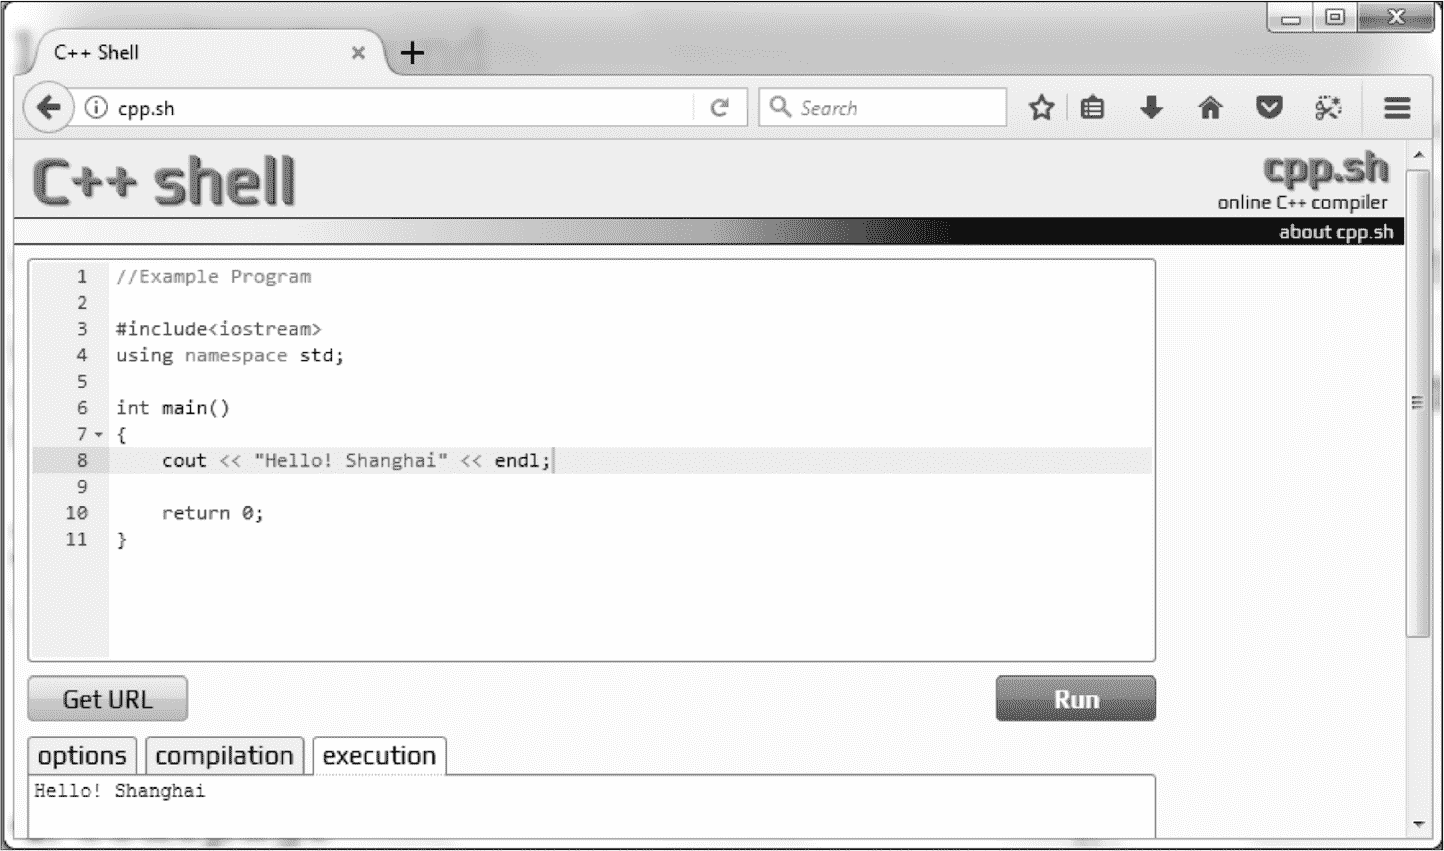 C++ Shell
cpp.sh
Search
C++ shell
cpp.sh
online C++ compiler
about cpp.sh
1 //Example Program
2
3 #include<iostream>
4 using namespace std;
5
6 int main()
7 {
8 cout << "Hello! Shanghai" << endl;
9
10 return 0;
11 }
Get URL
Run
options compilation execution
Hello! Shanghai